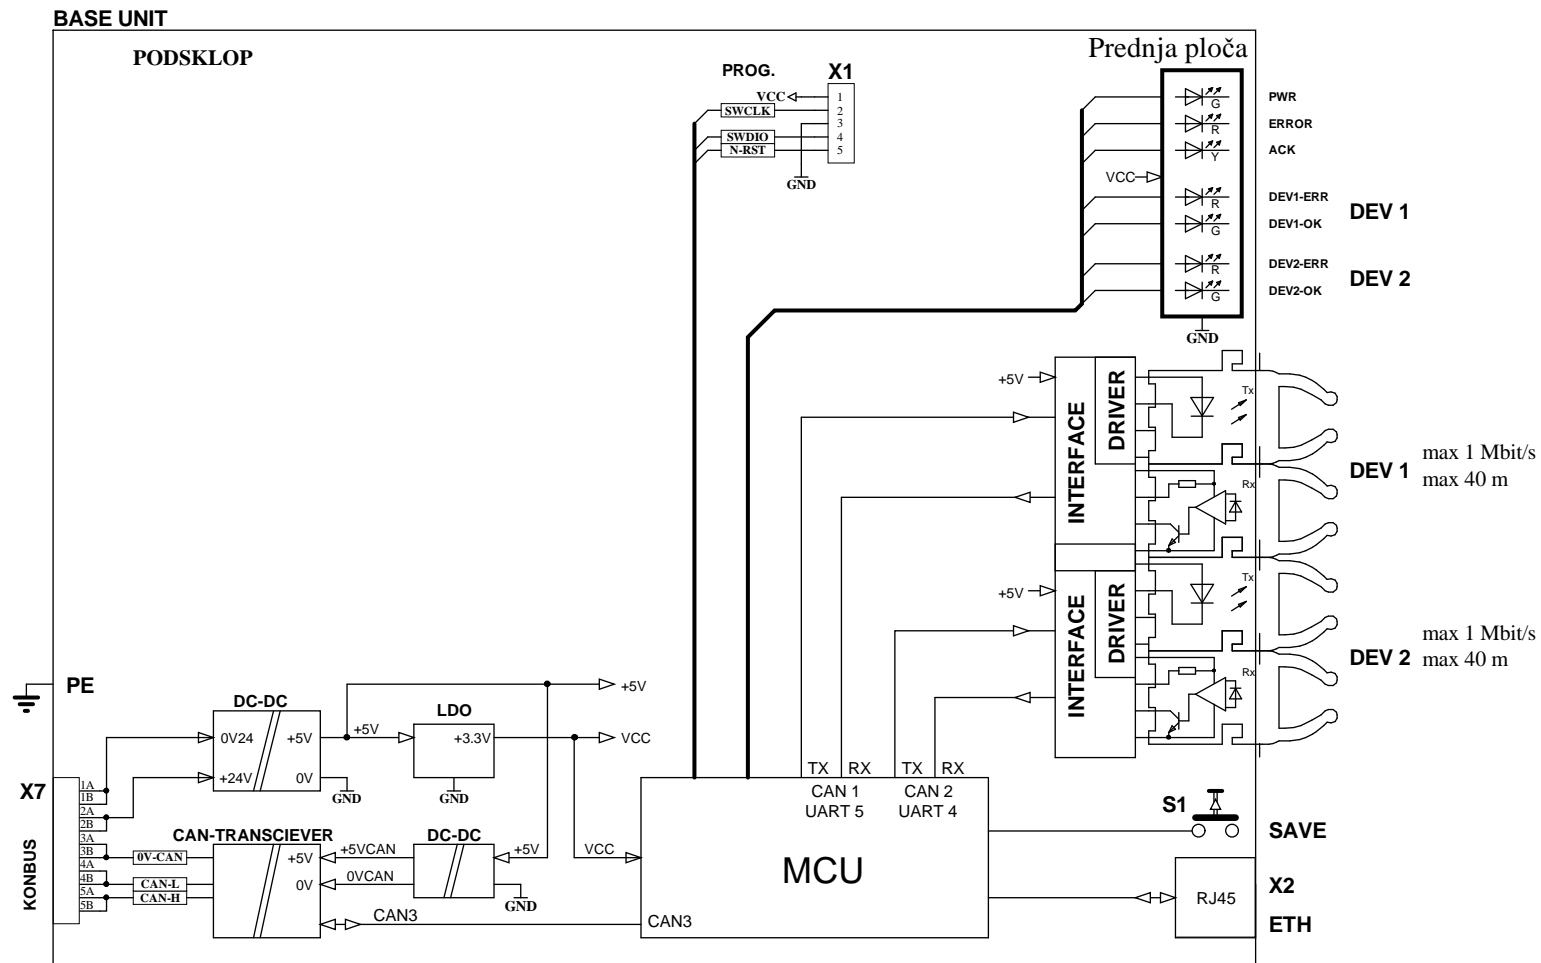 BASE UNIT
PODSKLOP
Prednja ploča
PROG.
X1
VCC
1
SWCLK
2
3
SWDIO
4
N-RST
5
GND
G
PWR
R
ERROR
Y
ACK
VCC
R
DEV1-ERR
DEV 1
G
DEV1-OK
R
DEV2-ERR
DEV 2
G
DEV2-OK
GND
+5V
INTERFACE
DRIVER
Tx
DEV 1
max 1 Mbit/s
max 40 m
Rx
+5V
INTERFACE
DRIVER
Tx
DEV 2
max 1 Mbit/s
max 40 m
Rx
PE
DC-DC
0V24
+5V
+24V
0V
GND
+5V
LDO
+3.3V
GND
+5V
VCC
X7
KONBUS
1A
1B
2A
2B
3A
3B
4A
4B
5A
5B
0V-CAN
CAN-L
CAN-H
CAN-TRANSCIEVER
+5V
0V
+5VCAN
0VCAN
DC-DC
+5V
GND
CAN3
TX RX
CAN 1
UART 5
TX RX
CAN 2
UART 4
VCC
MCU
CAN3
S1
SAVE
RJ45
X2
ETH